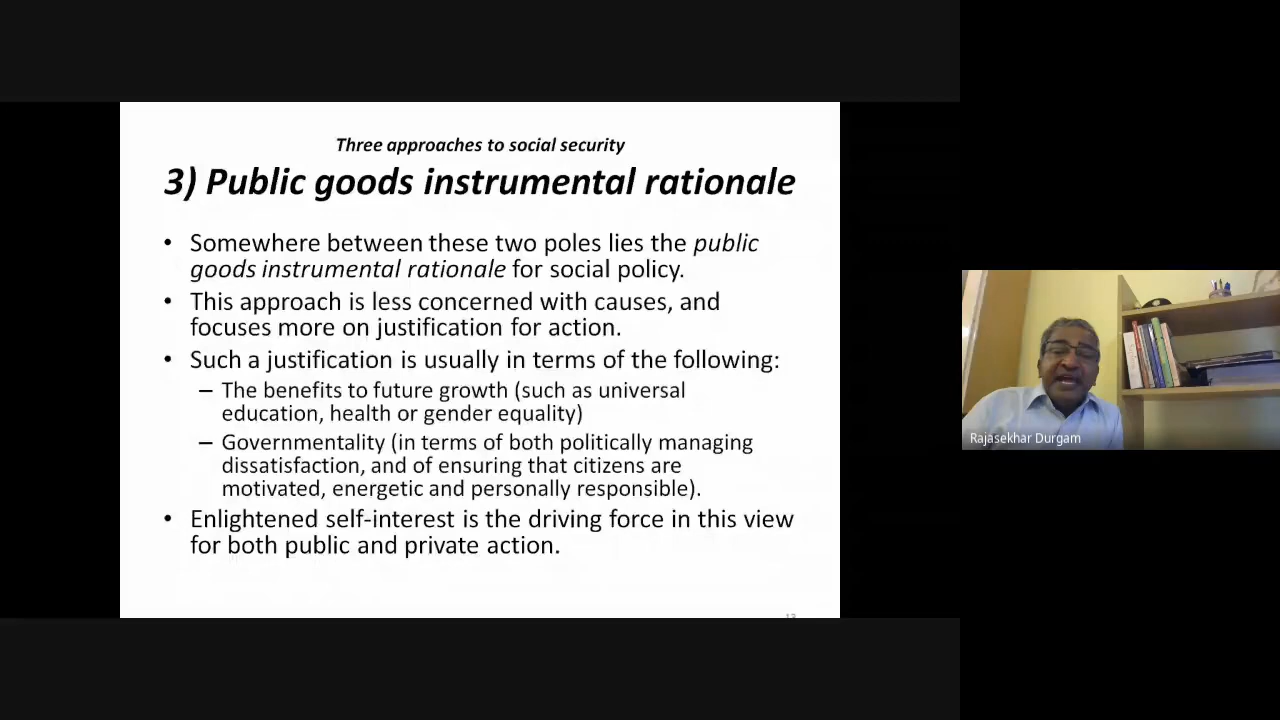 Three approaches to social security
3) Public goods instrumental rationale
• Somewhere between these two poles lies the public
goods instrumental rationale for social policy.
• This approach is less concerned with causes, and
focuses more on justification for action.
• Such a justification is usually in terms of the following:
– The benefits to future growth (such as universal
education, health or gender equality)
– Governmentality (in terms of both politically managing
dissatisfaction, and of ensuring that citizens are
motivated, energetic and personally responsible).
• Enlightened self-interest is the driving force in this view
for both public and private action.
13
Rajasekhar Durgam